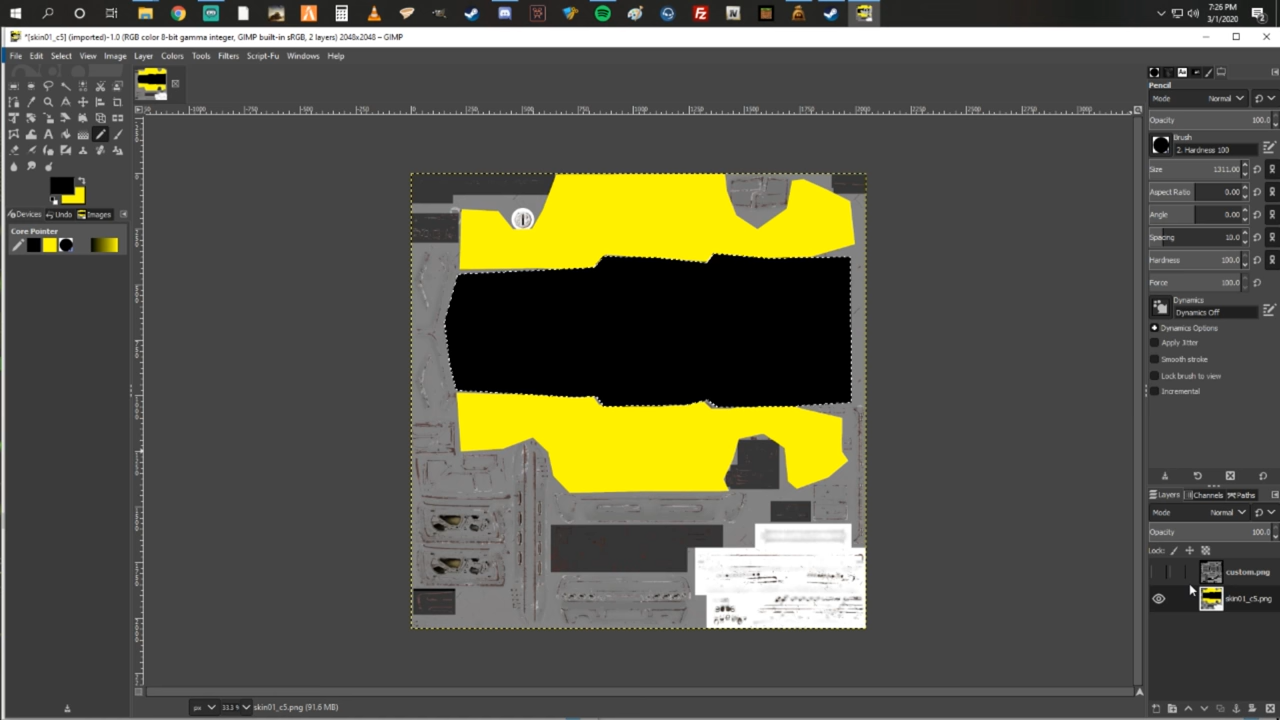 7:26 PM
3/1/2020
*[skin01_c5] (imported)-1.0 (RGB color 8-bit gamma integer, GIMP built-in sRGB, 2 layers) 2048x2048 – GIMP
File Edit Select View Image Layer Colors Tools Filters Script-Fu Windows Help
Pencil
Mode Normal
Opacity 100.0
Brush
2. Hardness 100
Size 1311.00
Aspect Ratio 0.00
Angle 0.00
Spacing 10.0
Hardness 100.0
Force 100.0
Dynamics
Dynamics Off
Dynamics Options
Apply Jitter
Smooth stroke
Lock brush to view
Incremental
Devices Undo Images
Core Pointer
Layers Channels Paths
Mode Normal
Opacity 100.0
Lock:
custom.png
skin01_c5.png
px 33.3 % skin01_c5.png (91.6 MB)